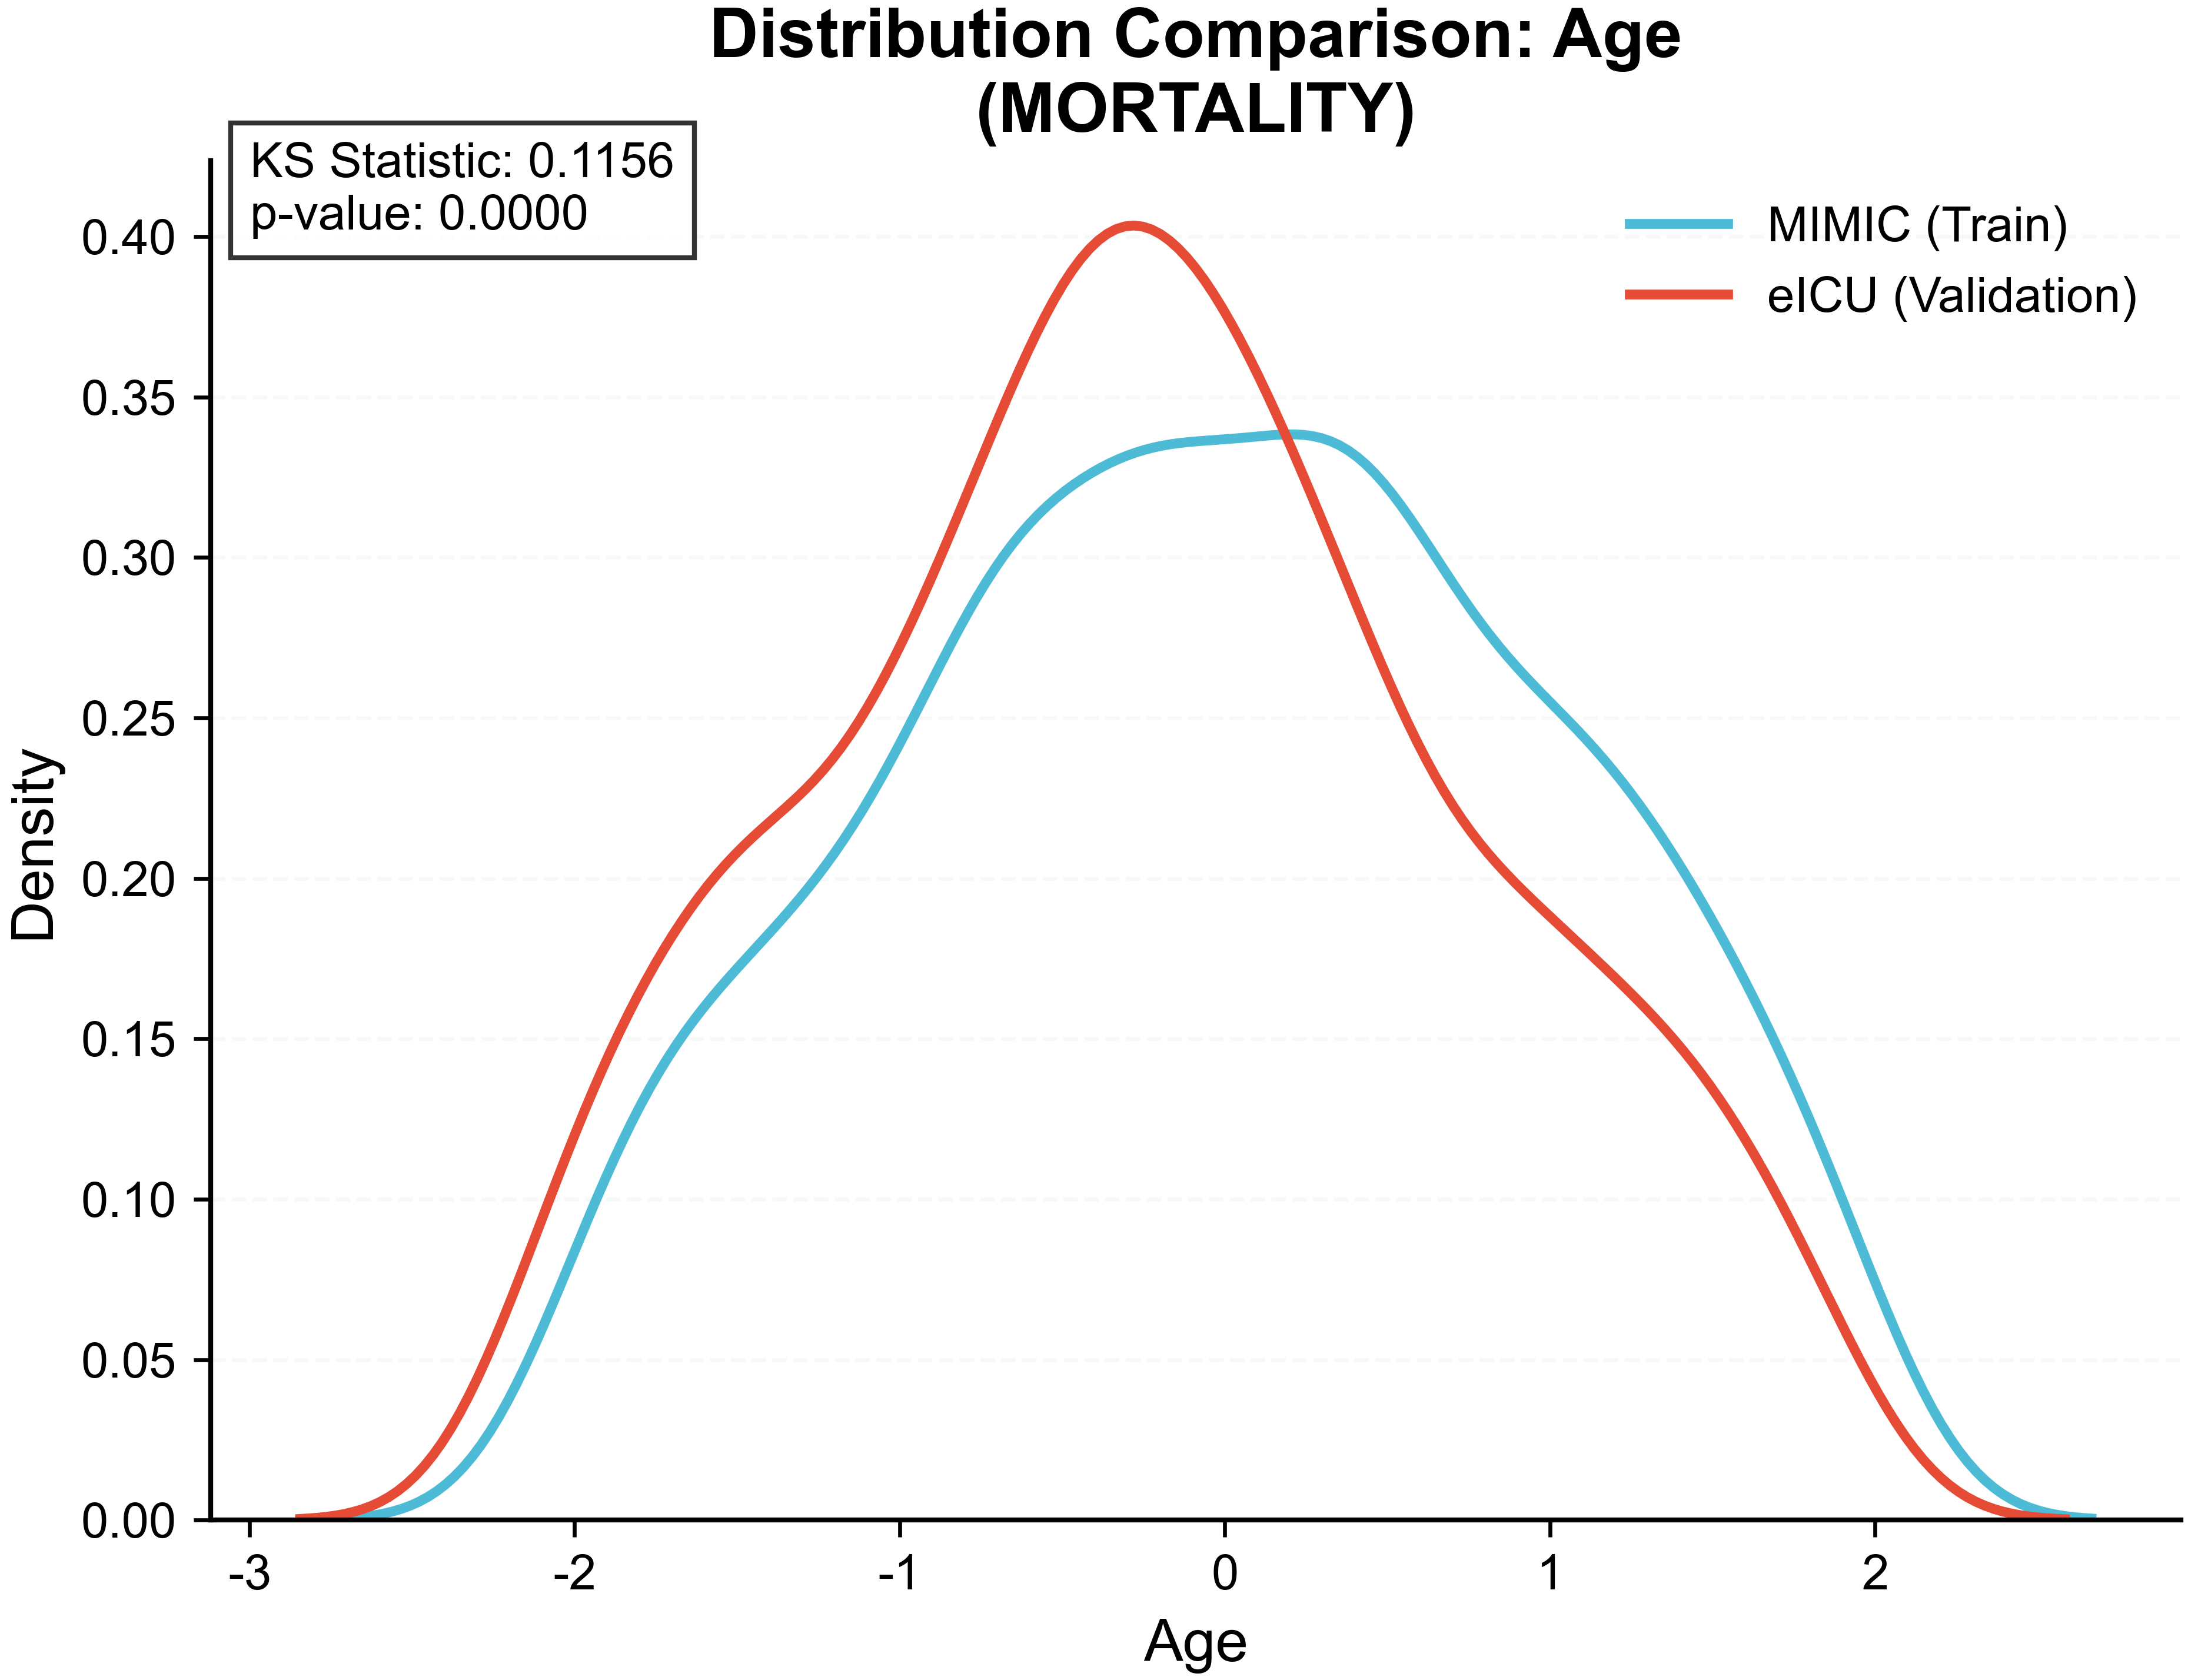 Distribution Comparison: Age
(MORTALITY)
KS Statistic: 0.1156
p-value: 0.0000
MIMIC (Train)
eICU (Validation)
Density
0.40
0.35
0.30
0.25
0.20
0.15
0.10
0.05
0.00
-3 -2 -1 0 1 2
Age